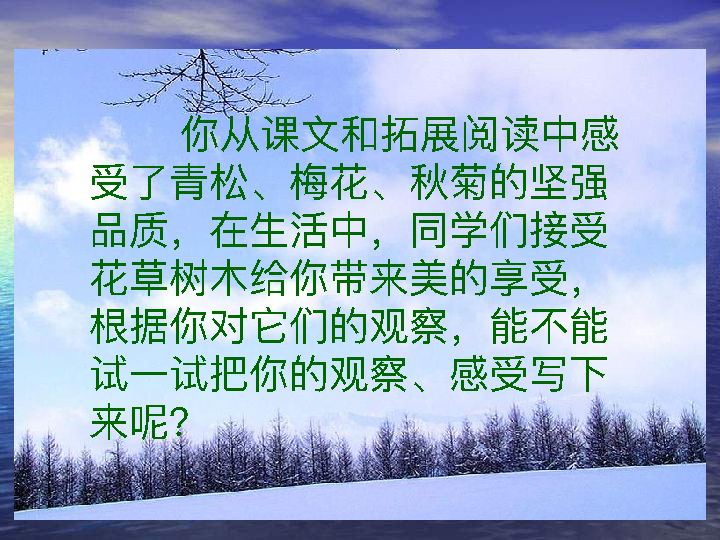 你从课文和拓展阅读中感
受了青松、梅花、秋菊的坚强
品质，在生活中，同学们接受
花草树木给你带来美的享受，
根据你对它们的观察，能不能
试一试把你的观察、感受写下
来呢？